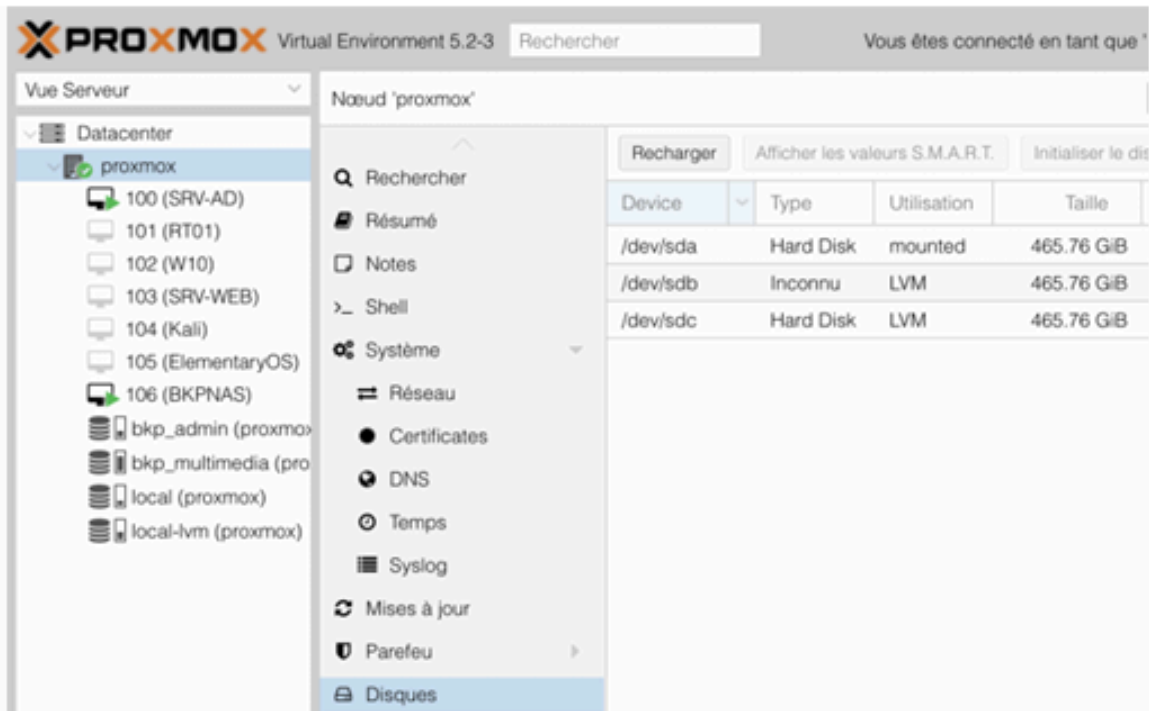 PROXMOX Virtual Environment 5.2-3 Rechercher Vous êtes connecté en tant que '
Vue Serveur
Datacenter
proxmox
100 (SRV-AD)
101 (RT01)
102 (W10)
103 (SRV-WEB)
104 (Kali)
105 (ElementaryOS)
106 (BKPNAS)
bkp_admin (proxmox
bkp_multimedia (pro
local (proxmox)
local-lvm (proxmox)
Nœud 'proxmox'
Rechercher
Résumé
Notes
>_ Shell
Système
Réseau
Certificates
DNS
Temps
Syslog
Mises à jour
Parefeu
Disques
Recharger Afficher les valeurs S.M.A.R.T. Initialiser le dis
Device Type Utilisation Taille
/dev/sda Hard Disk mounted 465.76 GiB
/dev/sdb Inconnu LVM 465.76 GiB
/dev/sdc Hard Disk LVM 465.76 GiB